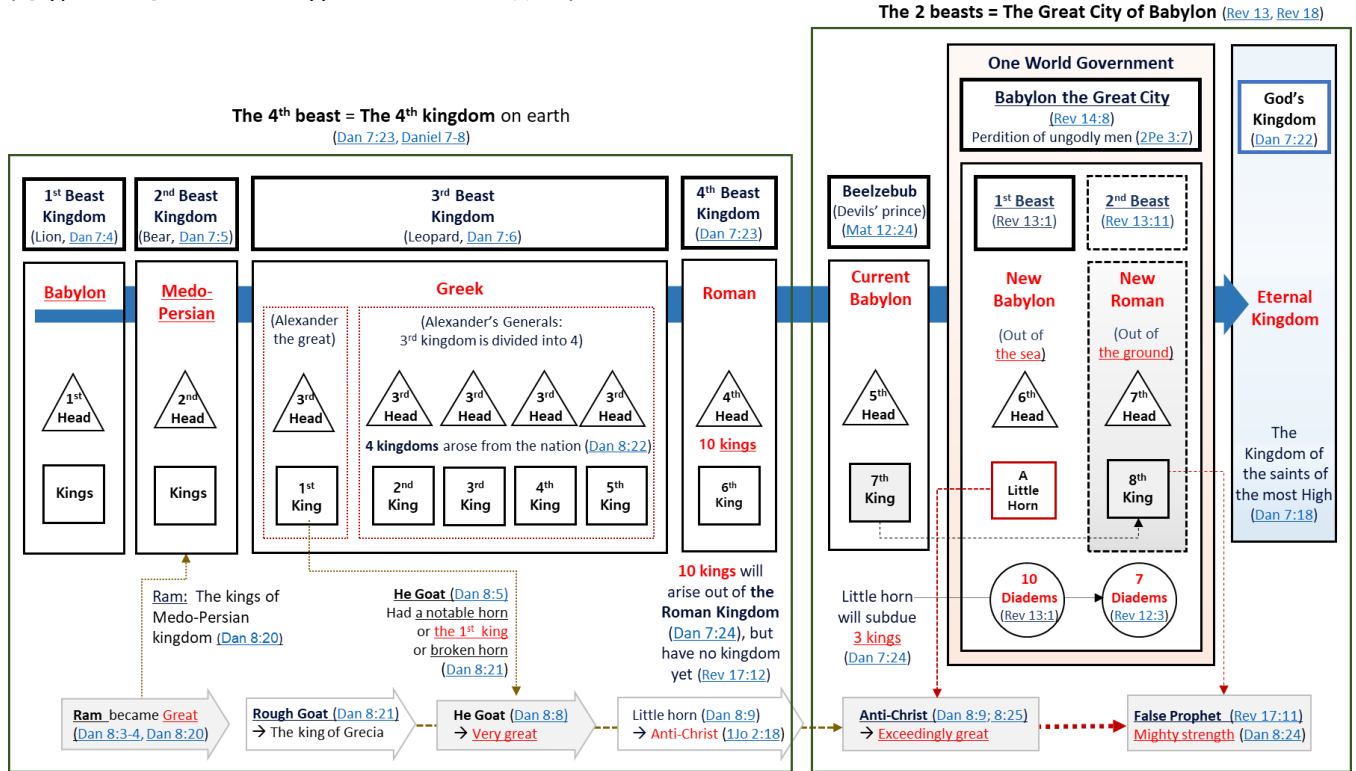 The 2 beasts = The Great City of Babylon (Rev 13, Rev 18)
The 4th beast = The 4th kingdom on earth
(Dan 7:23, Daniel 7-8)
1st Beast
Kingdom
(Lion, Dan 7:4)
2nd Beast
Kingdom
(Bear, Dan 7:5)
3rd Beast
Kingdom
(Leopard, Dan 7:6)
4th Beast
Kingdom
(Dan 7:23)
Babylon
Medo-
Persian
Greek
Roman
(Alexander
the great)
(Alexander's Generals:
3rd kingdom is divided into 4)
1st
Head
2nd
Head
3rd
Head
3rd
Head
3rd
Head
3rd
Head
3rd
Head
4th
Head
4 kingdoms arose from the nation (Dan 8:22)
10 kings
Kings
Kings
1st
King
2nd
King
3rd
King
4th
King
5th
King
6th
King
Ram: The kings of
Medo-Persian
kingdom (Dan 8:20)
He Goat (Dan 8:5)
Had a notable horn
or the 1st king
or broken horn
(Dan 8:21)
10 kings will
arise out of the
Roman Kingdom
(Dan 7:24), but
have no kingdom
yet (Rev 17:12)
One World Government
Babylon the Great City
(Rev 14:8)
Perdition of ungodly men (2Pe 3:7)
God's
Kingdom
(Dan 7:22)
Beelzebub
(Devils' prince)
(Mat 12:24)
1st Beast
(Rev 13:1)
2nd Beast
(Rev 13:11)
Current
Babylon
New
Babylon
New
Roman
Eternal
Kingdom
(Out of
the sea)
(Out of
the ground)
5th
Head
6th
Head
7th
Head
7th
King
A
Little
Horn
8th
King
The
Kingdom of
the saints of
the most High
(Dan 7:18)
Little horn
will subdue
3 kings
(Dan 7:24)
10
Diadems
(Rev 13:1)
7
Diadems
(Rev 12:3)
Ram became Great
(Dan 8:3-4, Dan 8:20)
Rough Goat (Dan 8:21)
→ The king of Grecia
He Goat (Dan 8:8)
→ Very great
Little horn (Dan 8:9)
→ Anti-Christ (1Jo 2:18)
Anti-Christ (Dan 8:9; 8:25)
→ Exceedingly great
False Prophet (Rev 17:11)
Mighty strength (Dan 8:24)